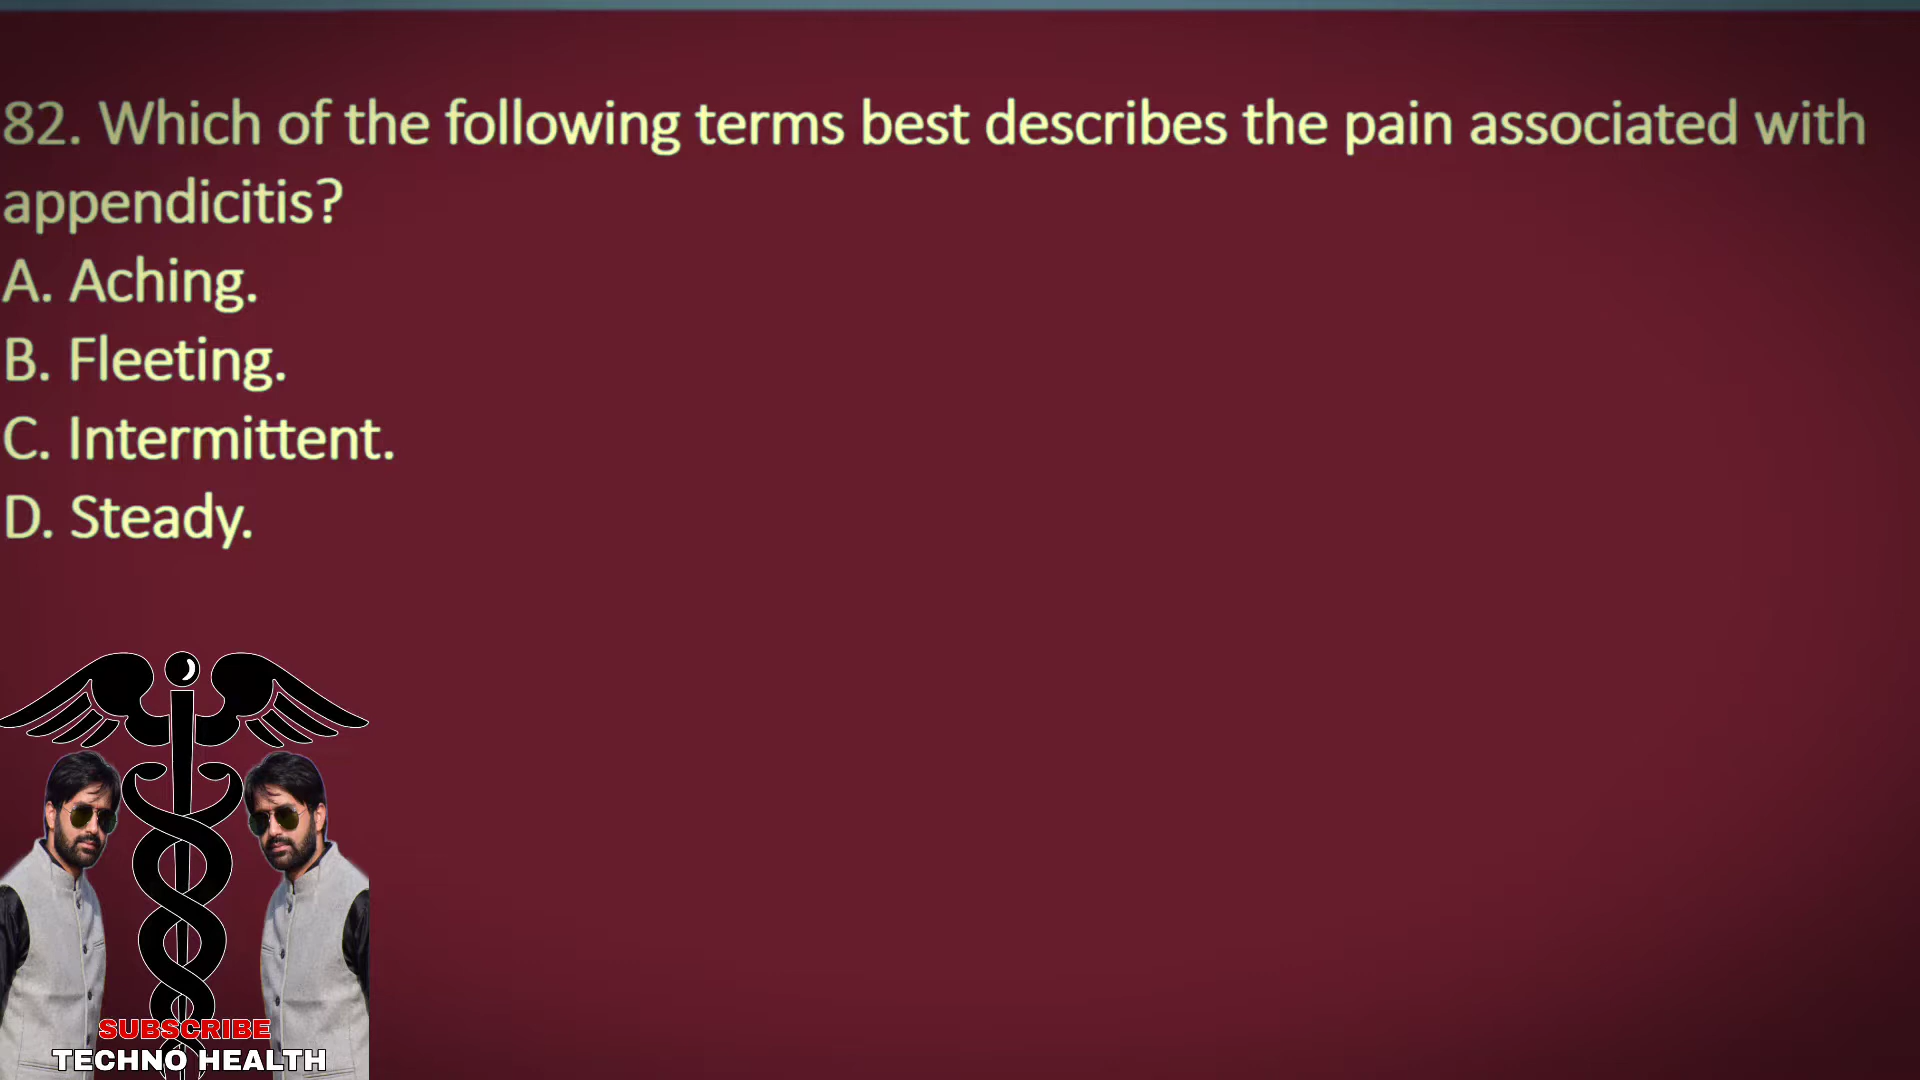 82. Which of the following terms best describes the pain associated with
appendicitis?
A. Aching.
B. Fleeting.
C. Intermittent.
D. Steady.
SUBSCRIBE
TECHNO HEALTH